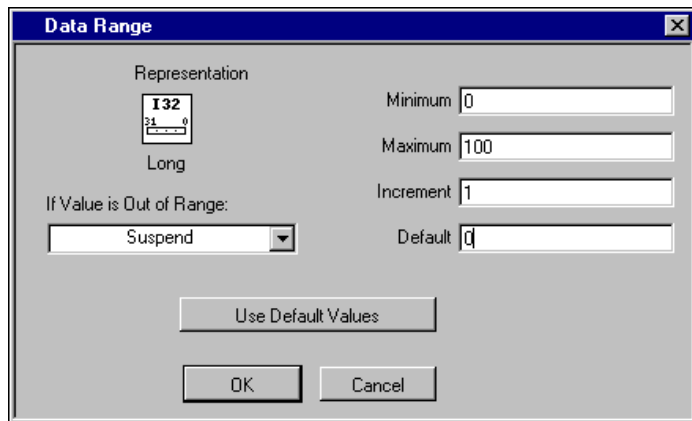 Data Range
Representation
I32
31 0
Long
If Value is Out of Range:
Suspend
Minimum 0
Maximum 100
Increment 1
Default 0
Use Default Values
OK
Cancel